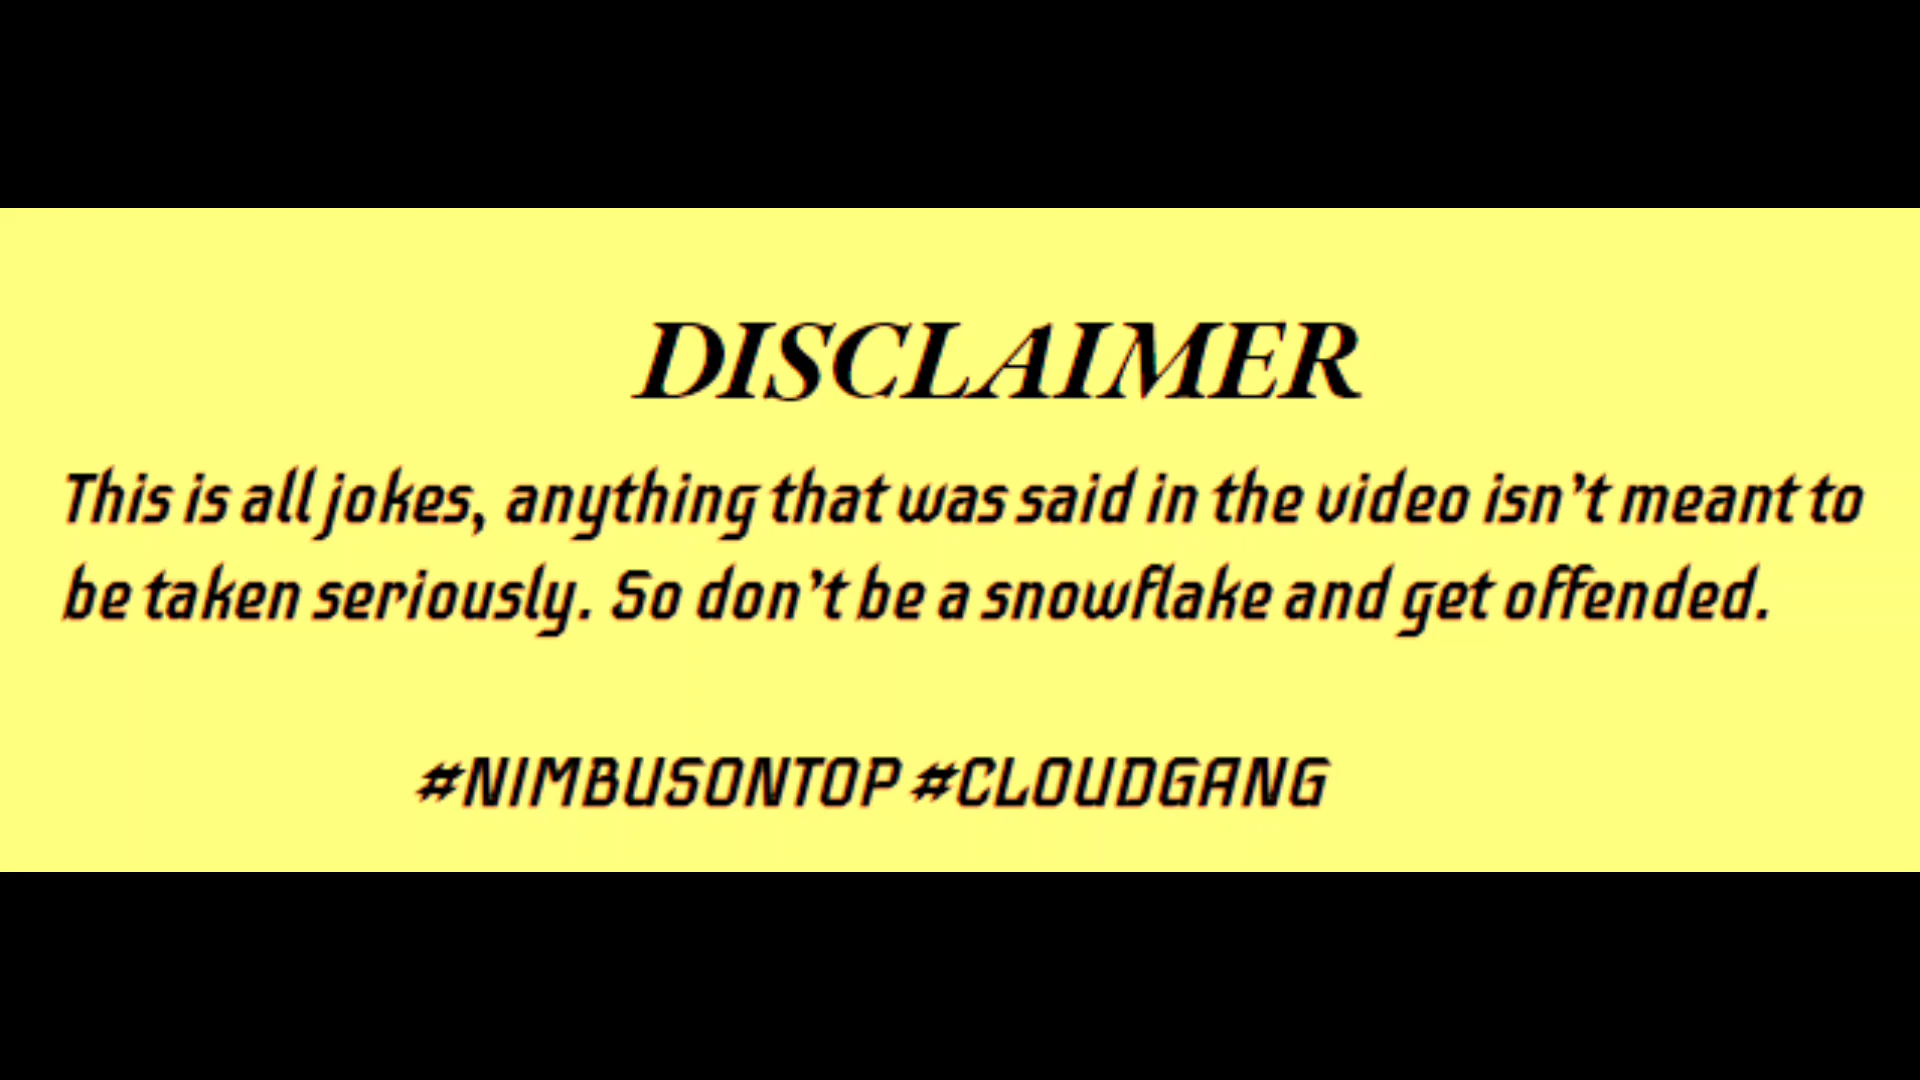 DISCLAIMER
This is all jokes, anything that was said in the video isn't meant to
be taken seriously. So don't be a snowflake and get offended.
#NIMBUSONTOP #CLOUDGANG